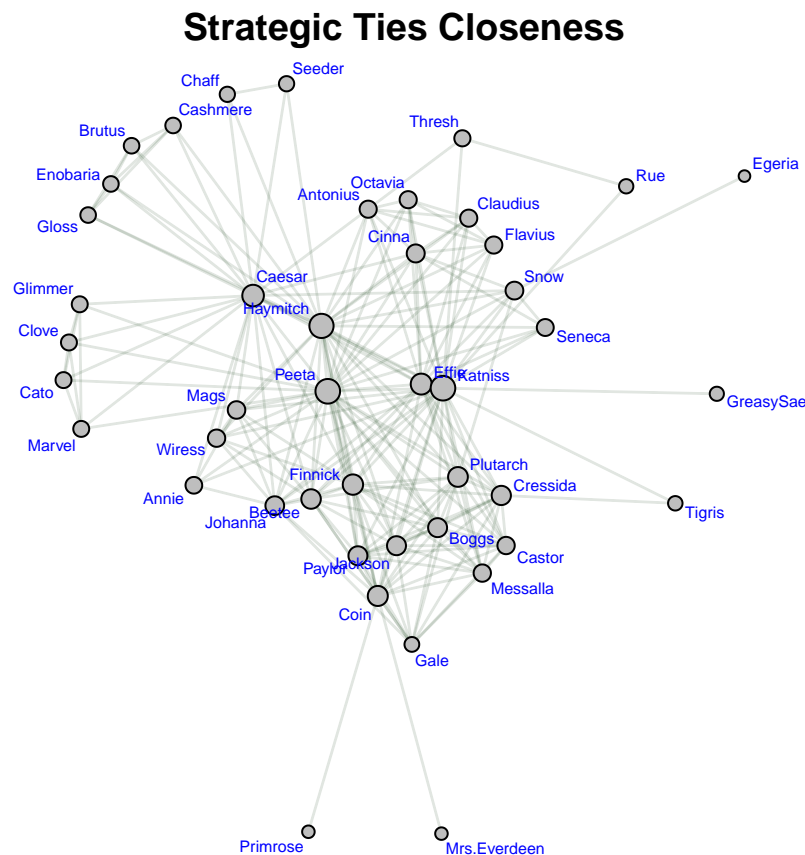 Strategic Ties Closeness
Seeder
Chaff
Cashmere
Brutus
Thresh
Egeria
Rue
Enobaria
Octavia
Antonius
Claudius
Gloss
Flavius
Cinna
Caesar
Snow
Glimmer
Haymitch
Clove
Seneca
Peeta
Effie
Katniss
Cato
Mags
GreasySae
Marvel
Wiress
Plutarch
Finnick
Cressida
Annie
Beetee
Tigris
Johanna
Boggs
Castor
Paylor
Jackson
Messalla
Coin
Gale
Primrose
Mrs.Everdeen